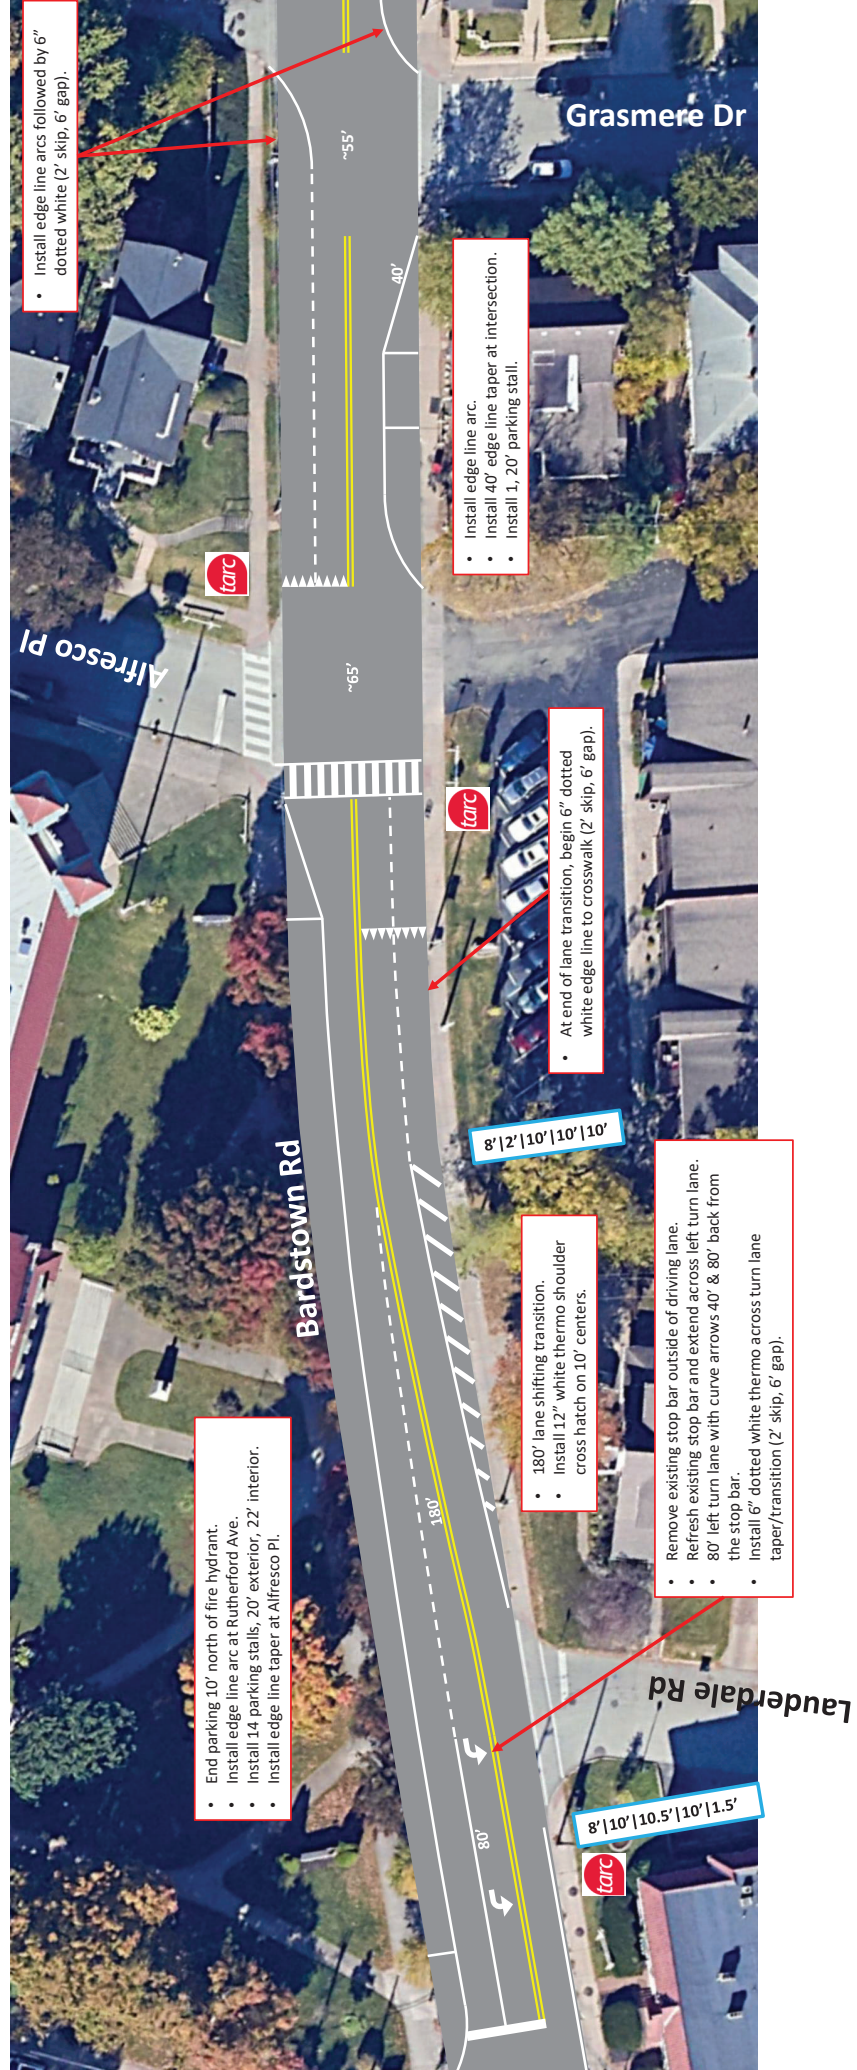 • Install edge line arcs followed by 6”
dotted white (2’ skip, 6’ gap).
Grasmere Dr
~55’
40’
• Install edge line arc.
• Install 40’ edge line taper at intersection.
• Install 1, 20’ parking stall.
tarc
Alfresco Pl
~65’
tarc
• At end of lane transition, begin 6” dotted
white edge line to crosswalk (2’ skip, 6’ gap).
8’|2’|10’|10’|10’
Bardstown Rd
• 180’ lane shifting transition.
• Install 12” white thermo shoulder
cross hatch on 10’ centers.
• Remove existing stop bar outside of driving lane.
• Refresh existing stop bar and extend across left turn lane.
• 80’ left turn lane with curve arrows 40’ & 80’ back from
the stop bar.
• Install 6” dotted white thermo across turn lane
taper/transition (2’ skip, 6’ gap).
• End parking 10’ north of fire hydrant.
• Install edge line arc at Rutherford Ave.
• Install 14 parking stalls, 20’ exterior, 22’ interior.
• Install edge line taper at Alfresco Pl.
180’
Lauderdale Rd
80’
8’|10’|10.5’|10’|1.5’
tarc